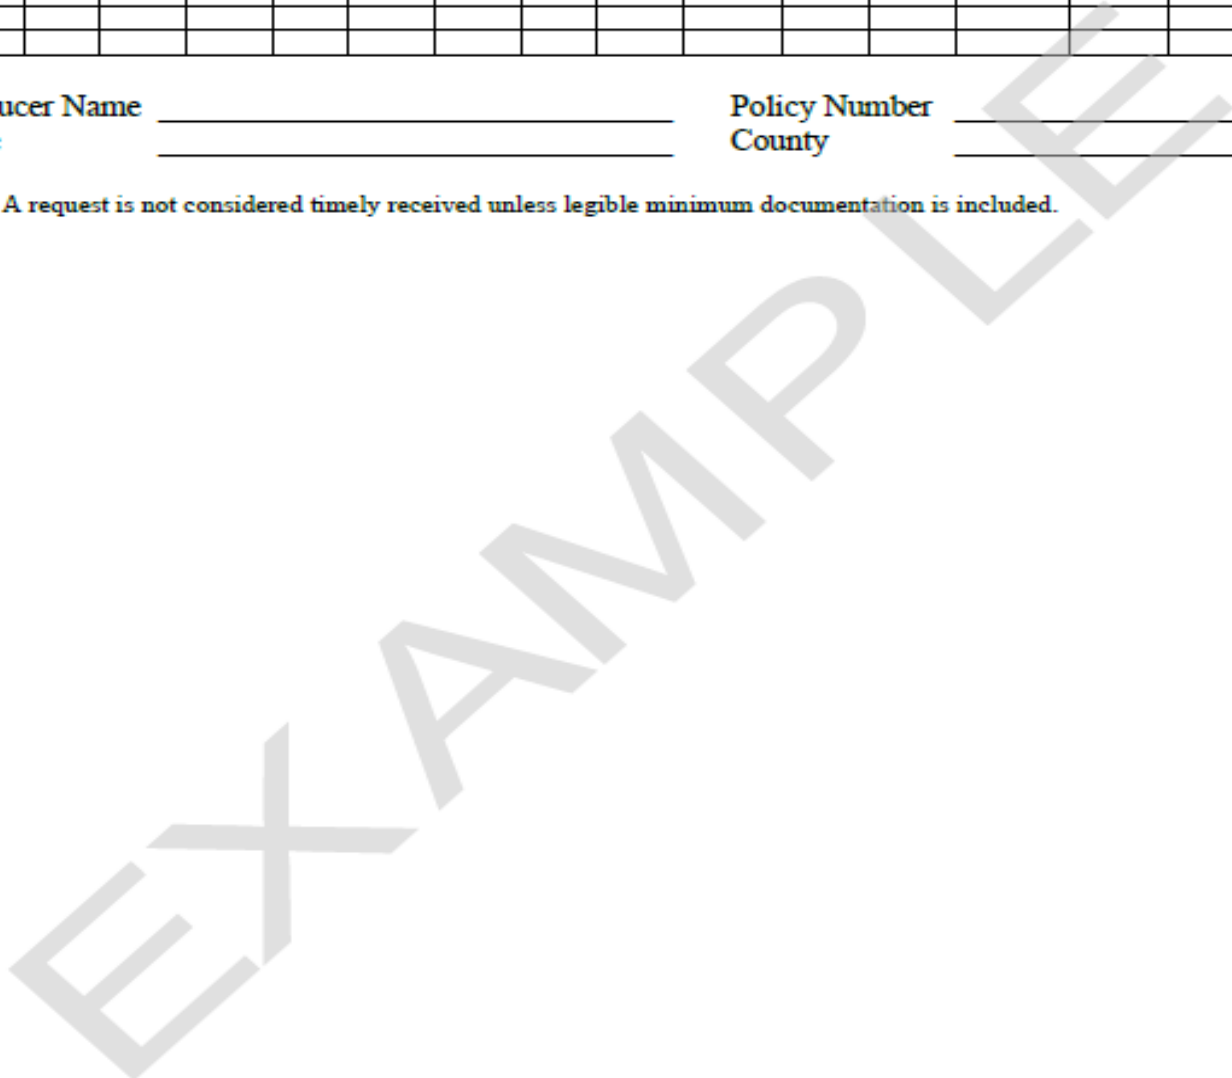 ucer Name Policy Number
County
A request is not considered timely received unless legible minimum documentation is included.
EXAMPLE